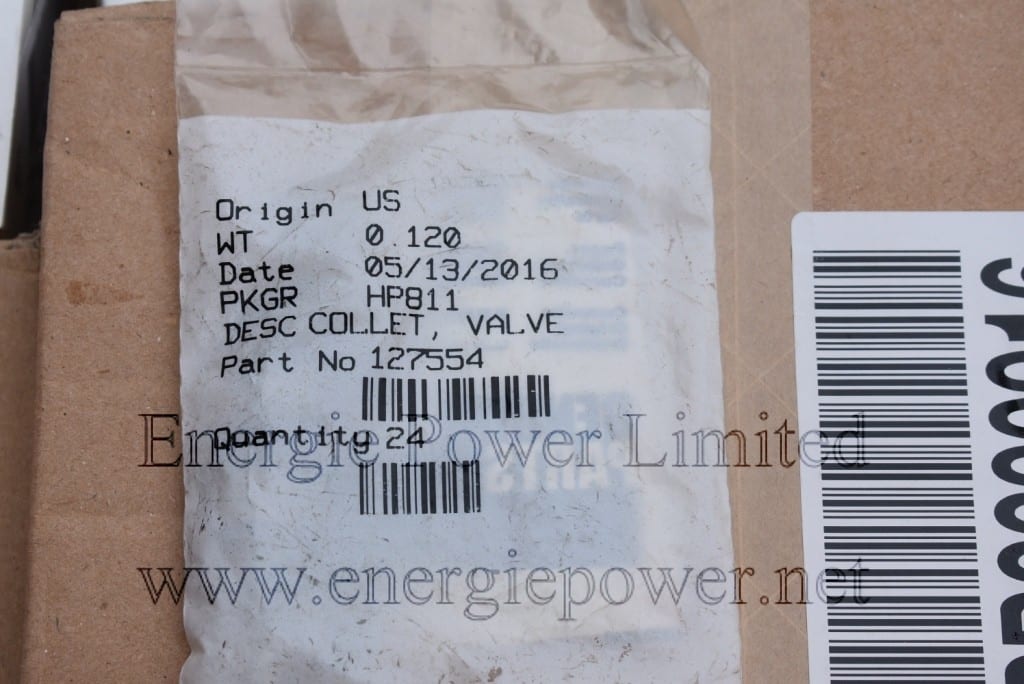 Origin US
WT 0.120
Date 05/13/2016
PKGR HP811
DESC COLLET, VALVE
Part No 127554
Quantity 24
Energie Power Limited
www.energiepower.net